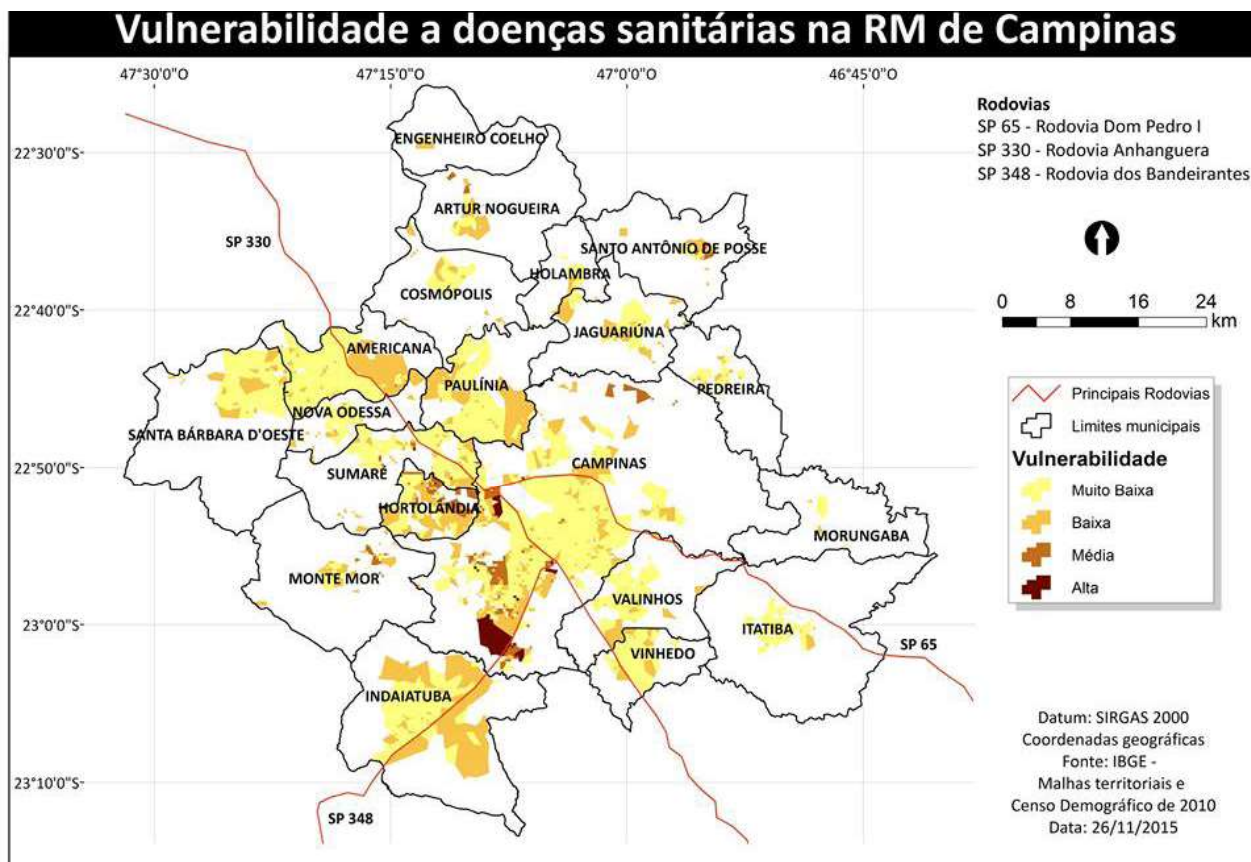 Vulnerabilidade a doenças sanitárias na RM de Campinas
47°30'0"O
47°15'0"O
47°0'0"O
46°45'0"O
22°30'0"S
22°40'0"S
22°50'0"S
23°0'0"S
23°10'0"S
ENGENHEIRO COELHO
ARTUR NOGUEIRA
SP 330
SANTO ANTÔNIO DE POSSE
HOLAMBRA
COSMÓPOLIS
JAGUARIÚNA
AMERICANA
PAULÍNIA
PEDREIRA
NOVA ODESSA
SANTA BÁRBARA D'OESTE
SUMARÉ
CAMPINAS
HORTOLÂNDIA
MORUNGABA
MONTE MOR
VALINHOS
ITATIBA
VINHEDO
SP 65
INDAIATUBA
SP 348
Rodovias
SP 65 - Rodovia Dom Pedro I
SP 330 - Rodovia Anhanguera
SP 348 - Rodovia dos Bandeirantes
0 8 16 24
km
Principais Rodovias
Limites municipais
Vulnerabilidade
Muito Baixa
Baixa
Média
Alta
Datum: SIRGAS 2000
Coordenadas geográficas
Fonte: IBGE -
Malhas territoriais e
Censo Demográfico de 2010
Data: 26/11/2015